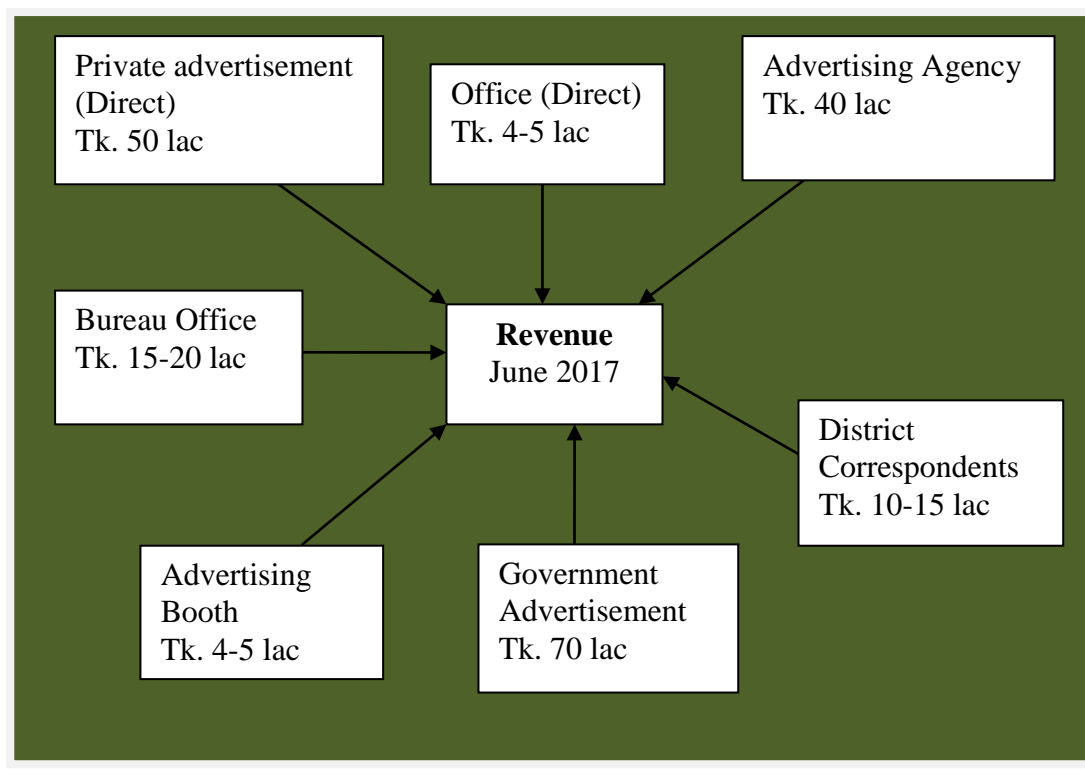 Private advertisement
(Direct)
Tk. 50 lac
Office (Direct)
Tk. 4-5 lac
Advertising Agency
Tk. 40 lac
Bureau Office
Tk. 15-20 lac
Revenue
June 2017
District
Correspondents
Tk. 10-15 lac
Advertising
Booth
Tk. 4-5 lac
Government
Advertisement
Tk. 70 lac